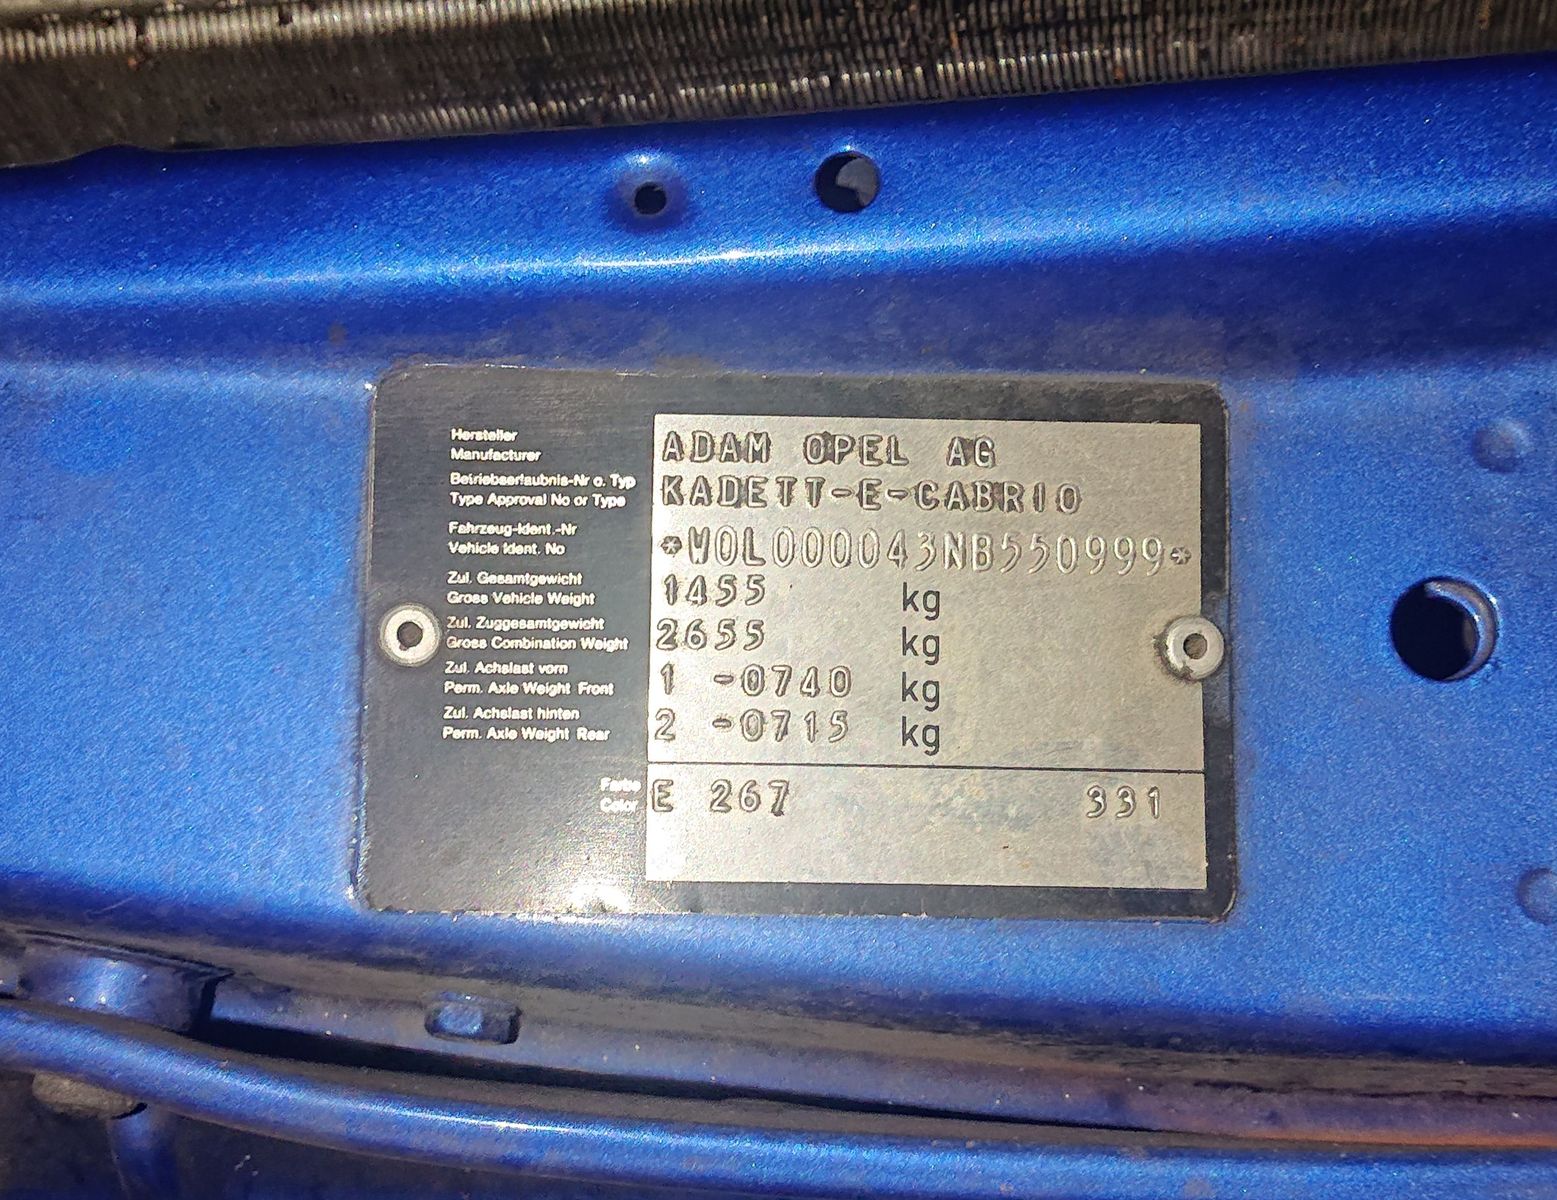 Hersteller
Manufacturer
ADAM OPEL AG
Betriebserlaubnis-Nr o. Typ
Type Approval No or Type
KADETT-E-CABRIO
Fahrzeug-Ident.-Nr
Vehicle Ident. No
*W0L000043NB550999*
Zul. Gesamtgewicht
Gross Vehicle Weight
1455 kg
Zul. Zuggesamtgewicht
Gross Combination Weight
2655 kg
Zul. Achslast vorn
Perm. Axle Weight Front
1 -0740 kg
Zul. Achslast hinten
Perm. Axle Weight Rear
2 -0715 kg
Farbe
Color
E 267 331